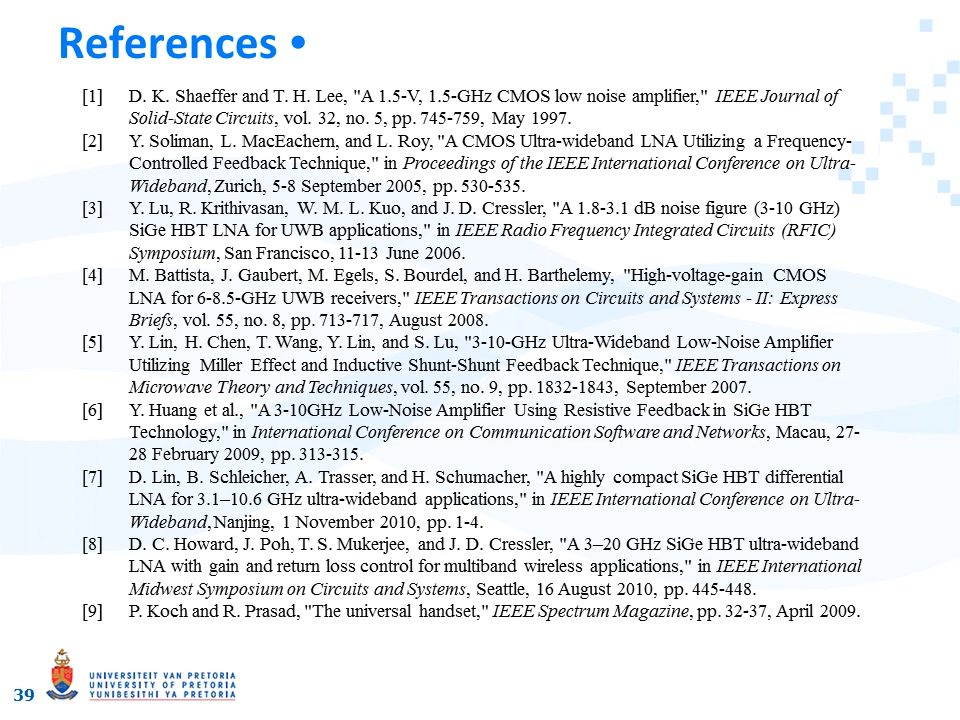 References •
[1] D. K. Shaeffer and T. H. Lee, "A 1.5-V, 1.5-GHz CMOS low noise amplifier," IEEE Journal of
Solid-State Circuits, vol. 32, no. 5, pp. 745-759, May 1997.
[2] Y. Soliman, L. MacEachern, and L. Roy, "A CMOS Ultra-wideband LNA Utilizing a Frequency-
Controlled Feedback Technique," in Proceedings of the IEEE International Conference on Ultra-
Wideband, Zurich, 5-8 September 2005, pp. 530-535.
[3] Y. Lu, R. Krithivasan, W. M. L. Kuo, and J. D. Cressler, "A 1.8-3.1 dB noise figure (3-10 GHz)
SiGe HBT LNA for UWB applications," in IEEE Radio Frequency Integrated Circuits (RFIC)
Symposium, San Francisco, 11-13 June 2006.
[4] M. Battista, J. Gaubert, M. Egels, S. Bourdel, and H. Barthelemy, "High-voltage-gain CMOS
LNA for 6-8.5-GHz UWB receivers," IEEE Transactions on Circuits and Systems - II: Express
Briefs, vol. 55, no. 8, pp. 713-717, August 2008.
[5] Y. Lin, H. Chen, T. Wang, Y. Lin, and S. Lu, "3-10-GHz Ultra-Wideband Low-Noise Amplifier
Utilizing Miller Effect and Inductive Shunt-Shunt Feedback Technique," IEEE Transactions on
Microwave Theory and Techniques, vol. 55, no. 9, pp. 1832-1843, September 2007.
[6] Y. Huang et al., "A 3-10GHz Low-Noise Amplifier Using Resistive Feedback in SiGe HBT
Technology," in International Conference on Communication Software and Networks, Macau, 27-
28 February 2009, pp. 313-315.
[7] D. Lin, B. Schleicher, A. Trasser, and H. Schumacher, "A highly compact SiGe HBT differential
LNA for 3.1–10.6 GHz ultra-wideband applications," in IEEE International Conference on Ultra-
Wideband, Nanjing, 1 November 2010, pp. 1-4.
[8] D. C. Howard, J. Poh, T. S. Mukerjee, and J. D. Cressler, "A 3–20 GHz SiGe HBT ultra-wideband
LNA with gain and return loss control for multiband wireless applications," in IEEE International
Midwest Symposium on Circuits and Systems, Seattle, 16 August 2010, pp. 445-448.
[9] P. Koch and R. Prasad, "The universal handset," IEEE Spectrum Magazine, pp. 32-37, April 2009.
UNIVERSITEIT VAN PRETORIA
UNIVERSITY OF PRETORIA
YUNIBESITHI YA PRETORIA
39